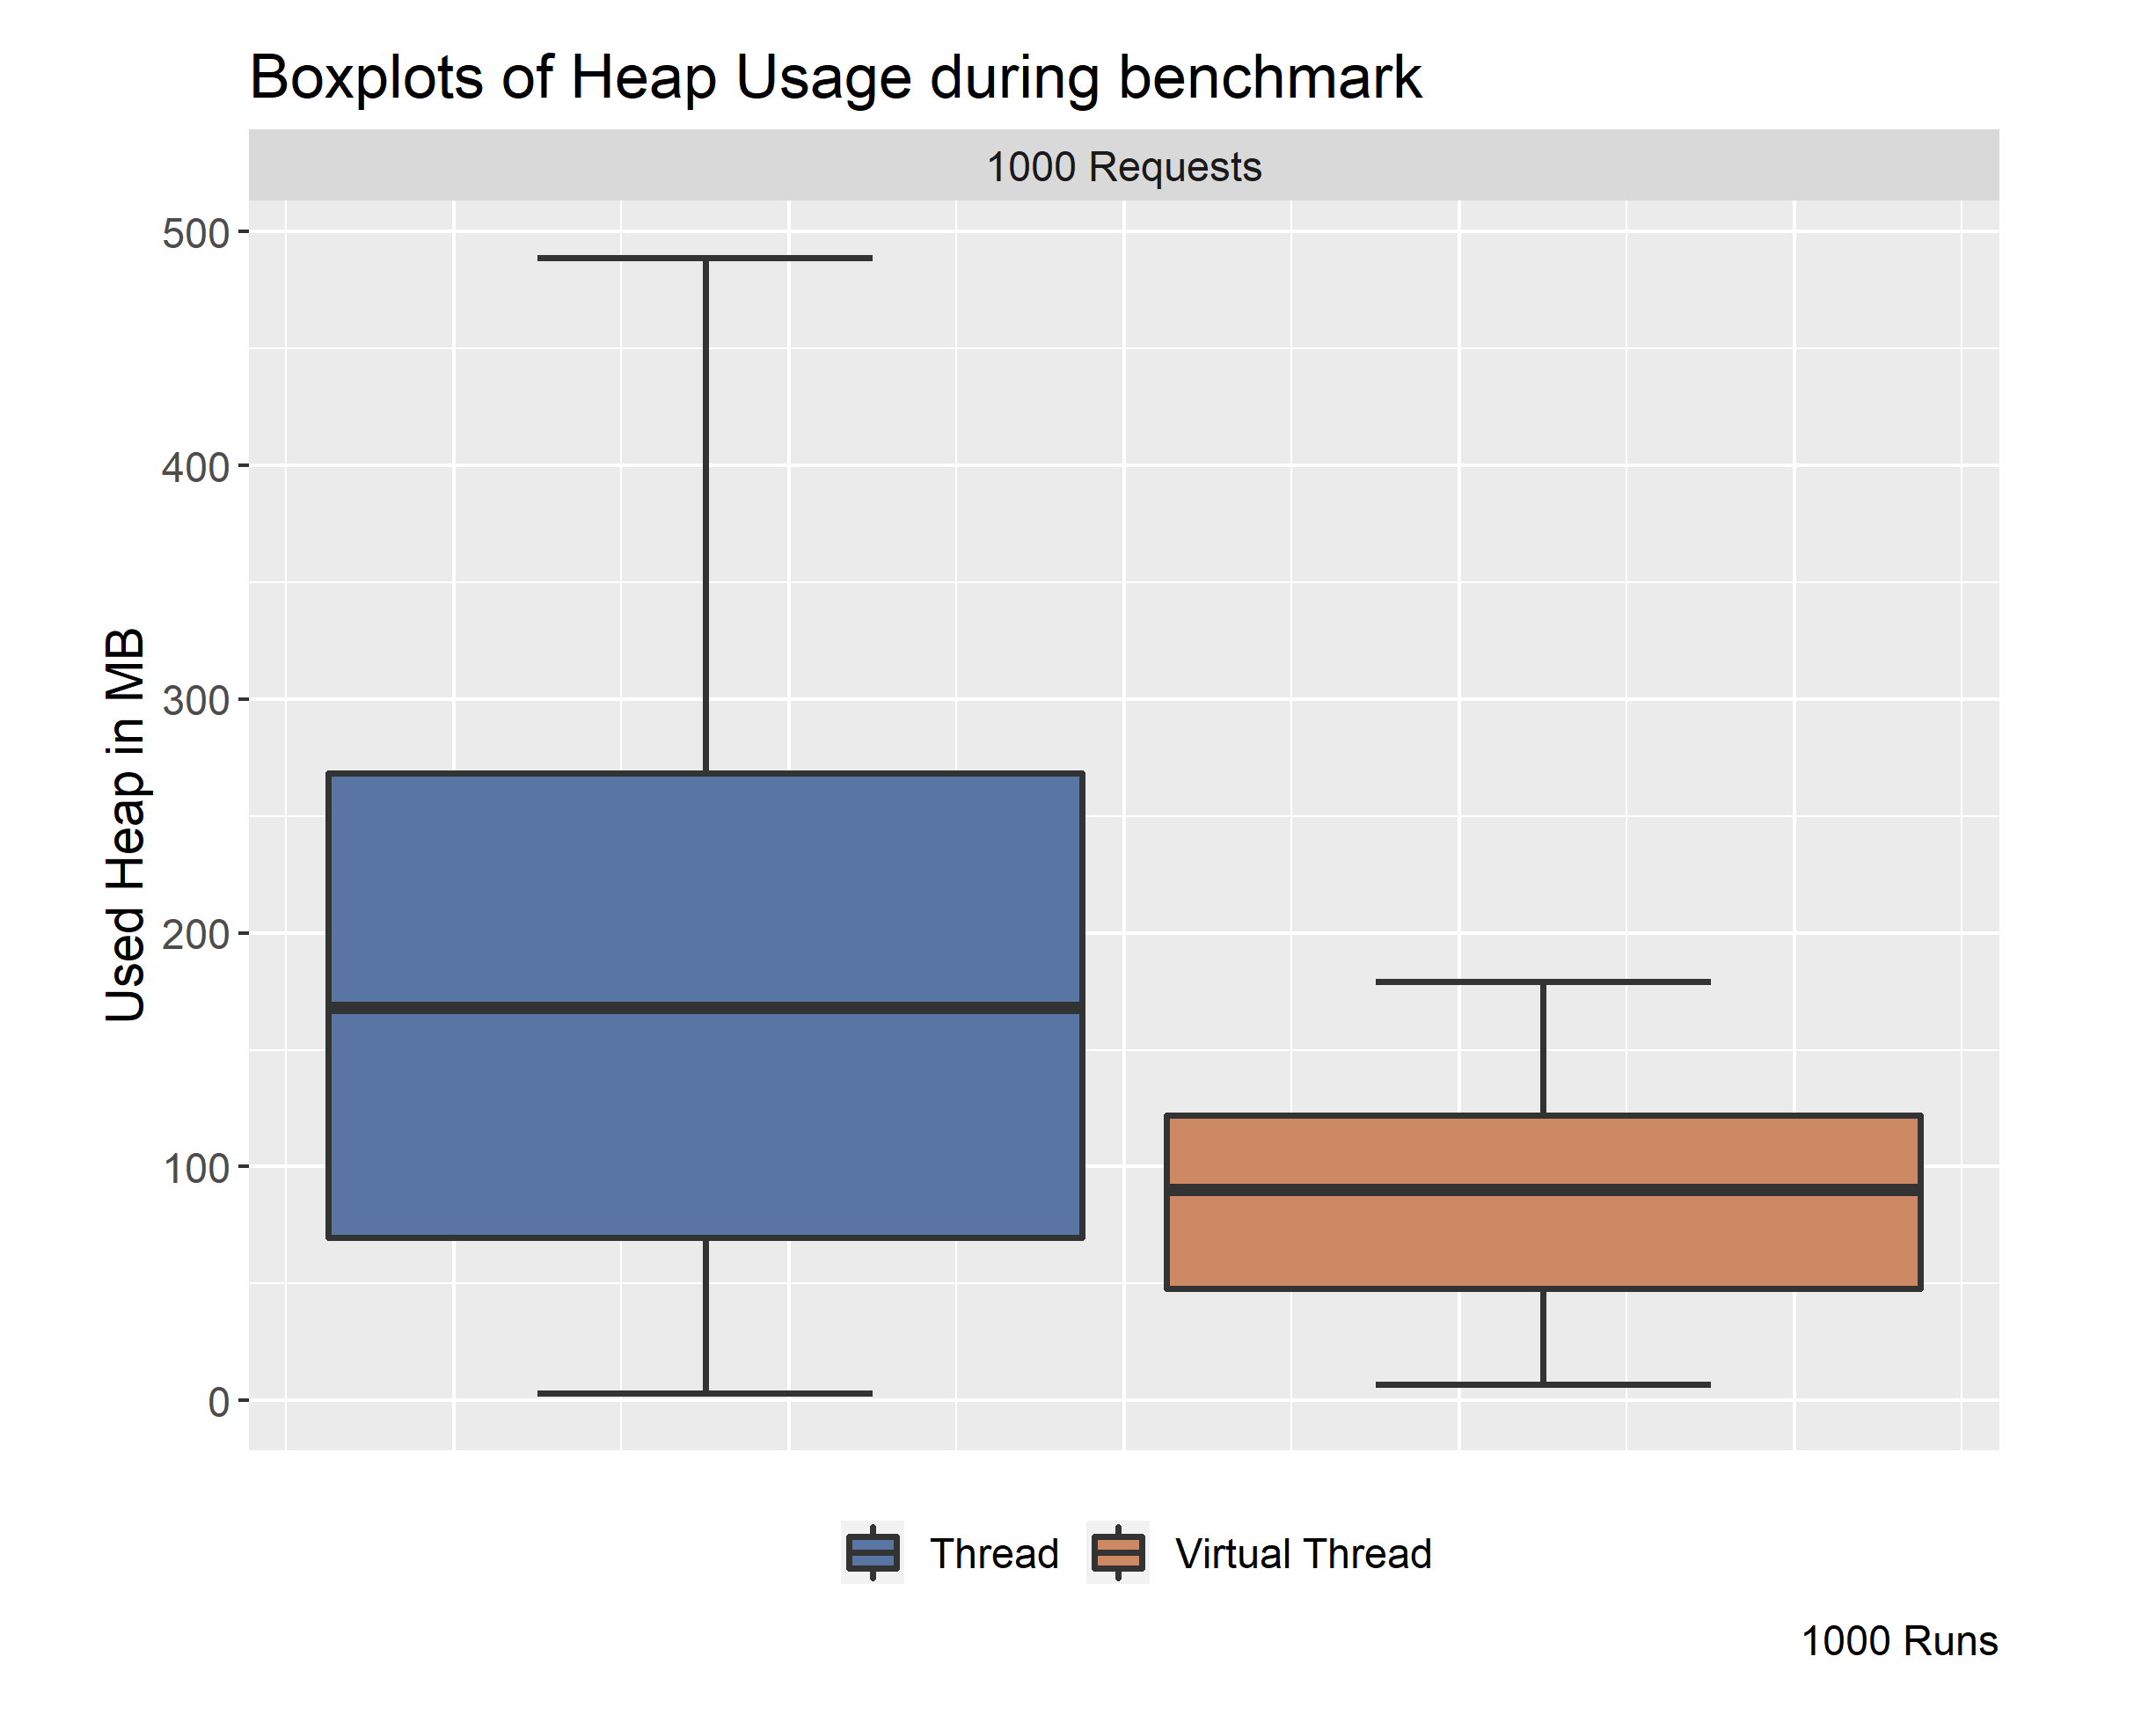 Boxplots of Heap Usage during benchmark
1000 Requests
Used Heap in MB
500
400
300
200
100
0
Thread
Virtual Thread
1000 Runs